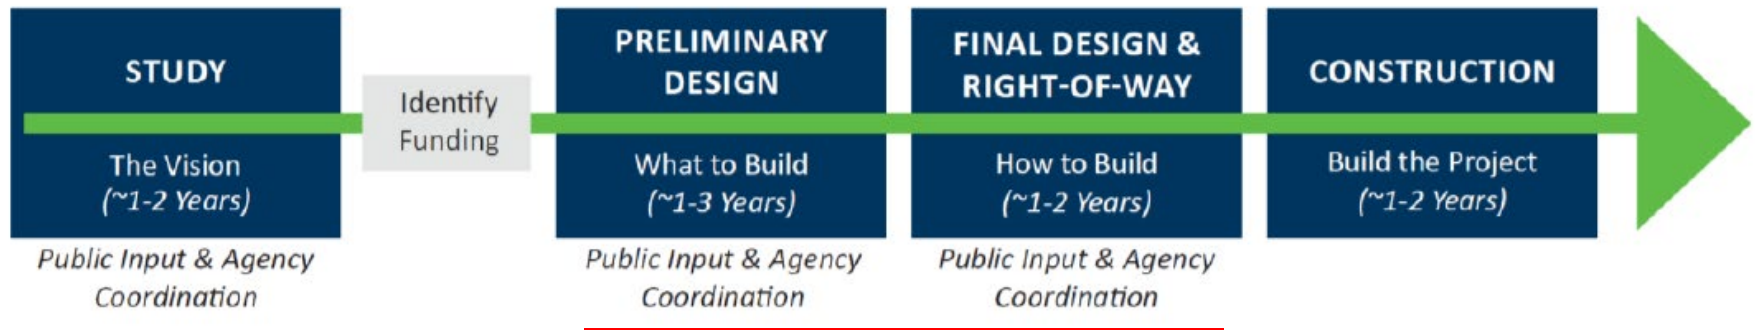 STUDY
The Vision
(~1-2 Years)
Public Input & Agency
Coordination
Identify
Funding
PRELIMINARY
DESIGN
What to Build
(~1-3 Years)
Public Input & Agency
Coordination
FINAL DESIGN &
RIGHT-OF-WAY
How to Build
(~1-2 Years)
Public Input & Agency
Coordination
CONSTRUCTION
Build the Project
(~1-2 Years)